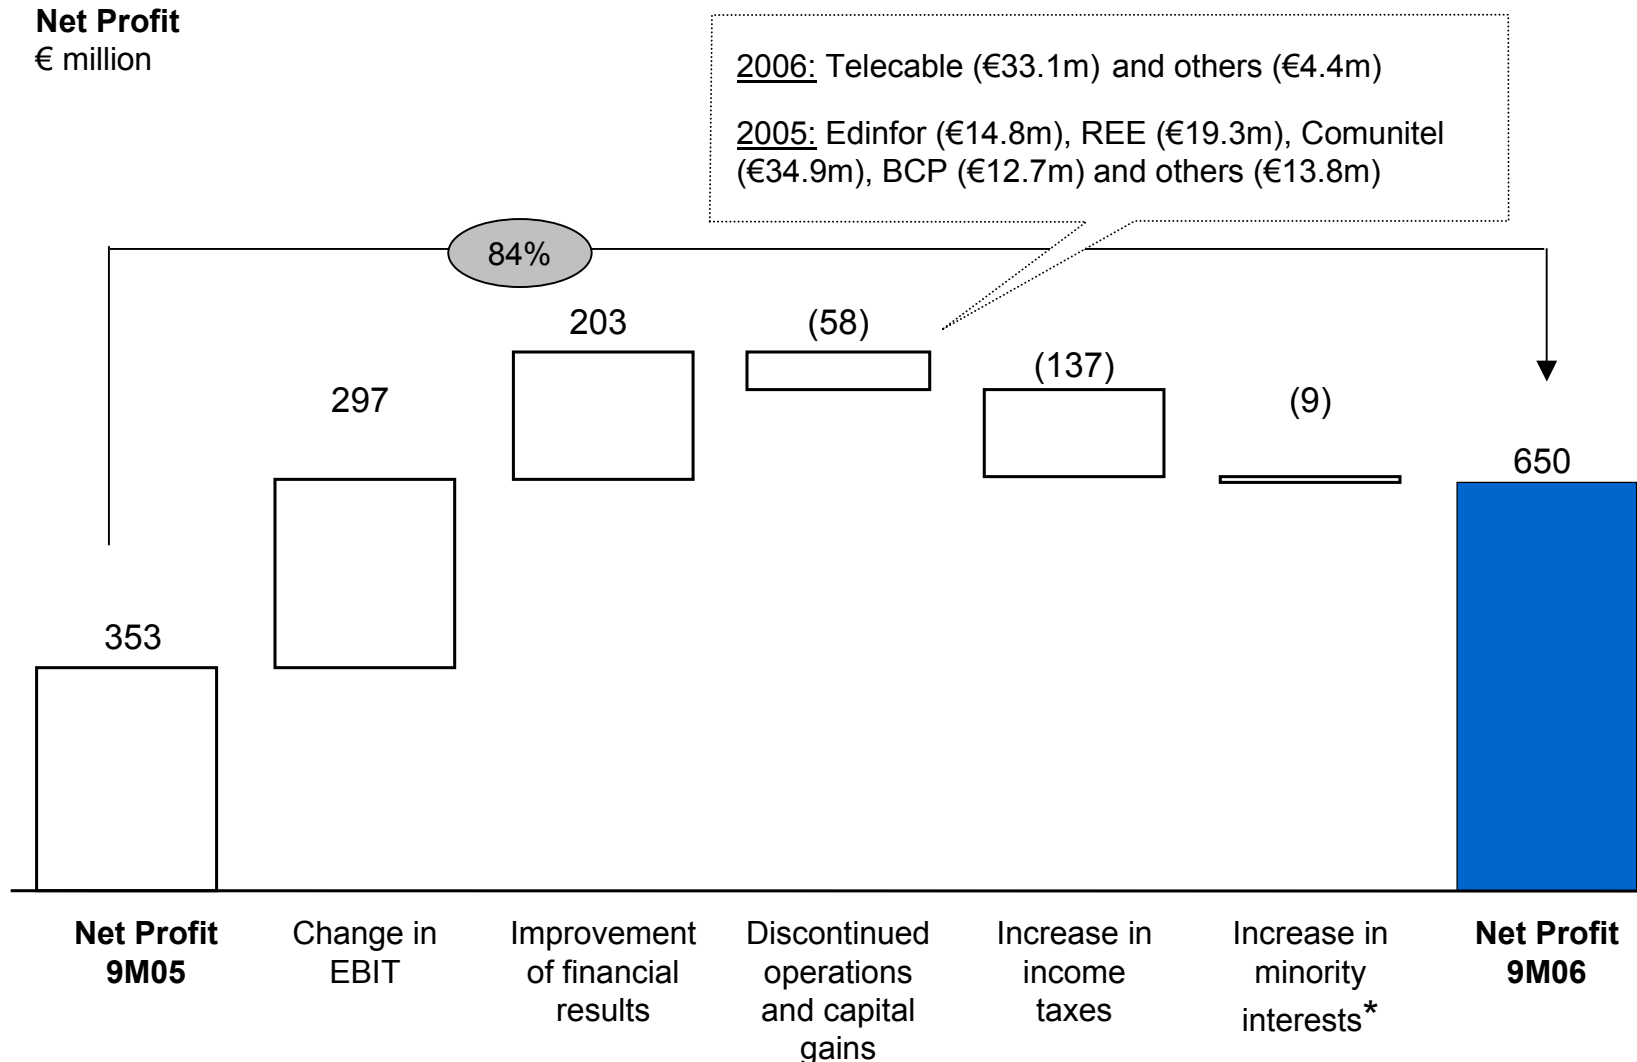 Net Profit
€ million
2006: Telecable (€33.1m) and others (€4.4m)
2005: Edinfor (€14.8m), REE (€19.3m), Comunitel
(€34.9m), BCP (€12.7m) and others (€13.8m)
84%
353
297
203
(58)
(137)
(9)
650
Net Profit
9M05
Change in
EBIT
Improvement
of financial
results
Discontinued
operations
and capital
gains
Increase in
income
taxes
Increase in
minority
interests*
Net Profit
9M06